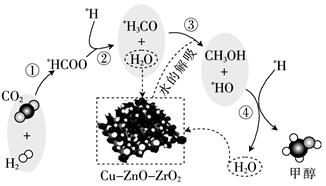 *H
*H₃CO
+
H₂O
③
①
*HCOO
②
水的解吸
CH₃OH
+
*HO
*H
CO₂
+
H₂
④
H₂O
甲醇
Cu–ZnO–ZrO₂